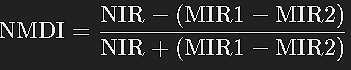 NMDI = NIR − (MIR1 − MIR2) / NIR + (MIR1 − MIR2)